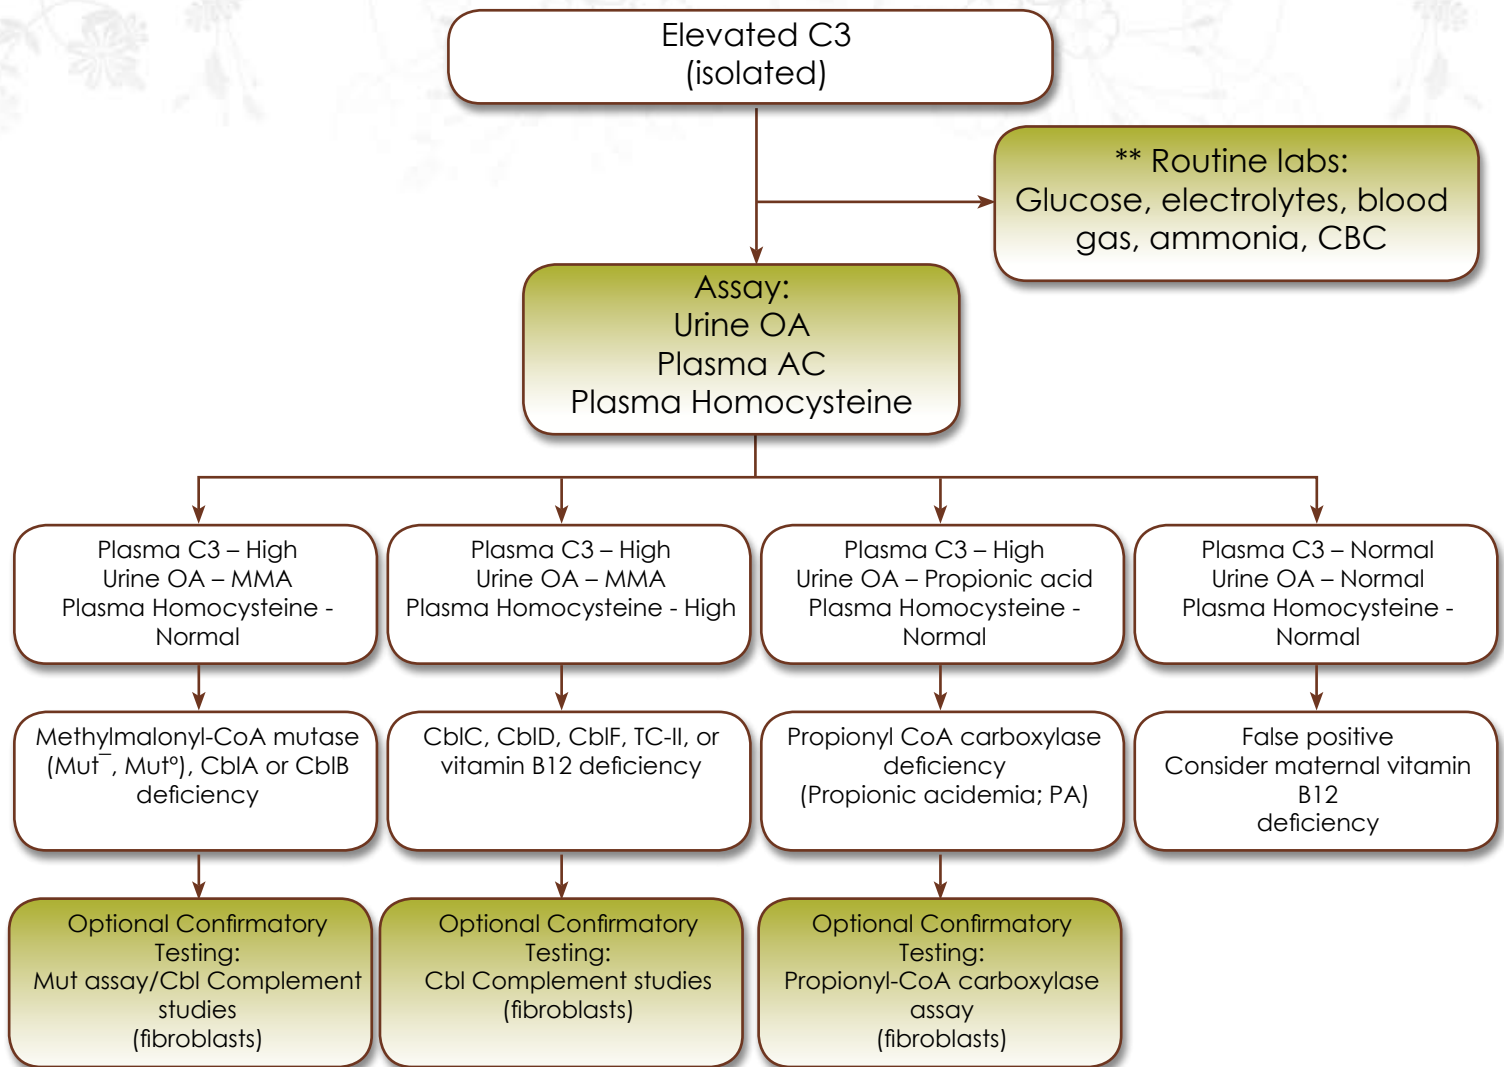 Elevated C3
(isolated)
** Routine labs:
Glucose, electrolytes, blood
gas, ammonia, CBC
Assay:
Urine OA
Plasma AC
Plasma Homocysteine
Plasma C3 – High
Urine OA – MMA
Plasma Homocysteine -
Normal
Plasma C3 – High
Urine OA – MMA
Plasma Homocysteine - High
Plasma C3 – High
Urine OA – Propionic acid
Plasma Homocysteine -
Normal
Plasma C3 – Normal
Urine OA – Normal
Plasma Homocysteine -
Normal
Methylmalonyl-CoA mutase
(Mut¯, Mutº), CblA or CblB
deficiency
CblC, CblD, CblF, TC-II, or
vitamin B12 deficiency
Propionyl CoA carboxylase
deficiency
(Propionic acidemia; PA)
False positive
Consider maternal vitamin
B12
deficiency
Optional Confirmatory
Testing:
Mut assay/Cbl Complement
studies
(fibroblasts)
Optional Confirmatory
Testing:
Cbl Complement studies
(fibroblasts)
Optional Confirmatory
Testing:
Propionyl-CoA carboxylase
assay
(fibroblasts)